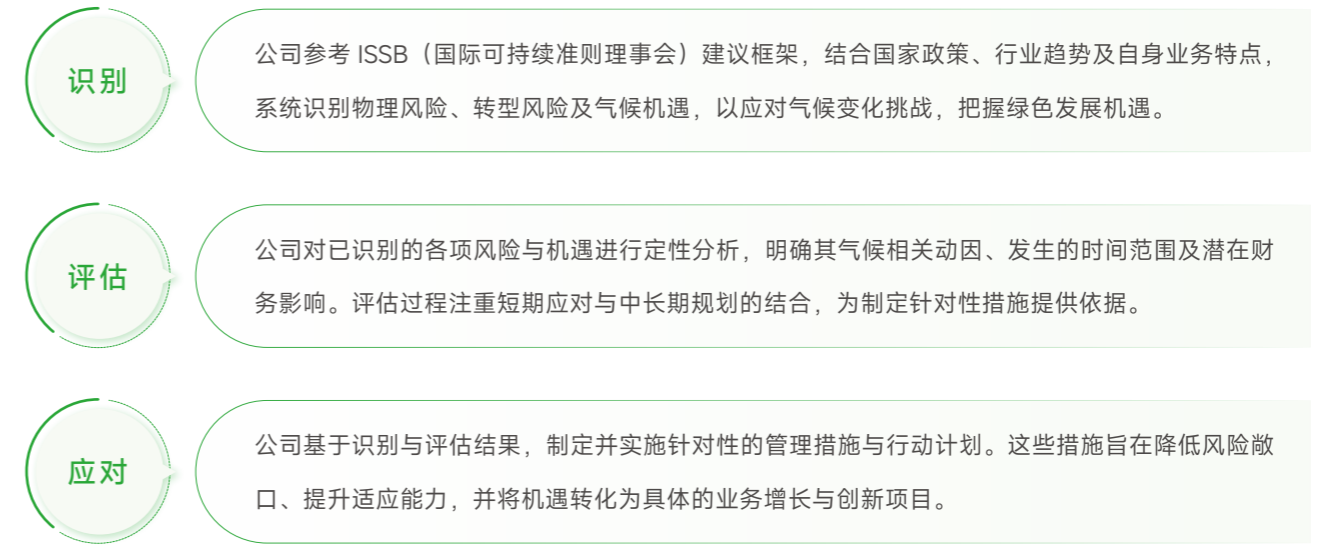 识别
公司参考 ISSB（国际可持续准则理事会）建议框架，结合国家政策、行业趋势及自身业务特点，
系统识别物理风险、转型风险及气候机遇，以应对气候变化挑战，把握绿色发展机遇。
评估
公司对已识别的各项风险与机遇进行定性分析，明确其气候相关动因、发生的时间范围及潜在财
务影响。评估过程注重短期应对与中长期规划的结合，为制定针对性措施提供依据。
应对
公司基于识别与评估结果，制定并实施针对性的管理措施与行动计划。这些措施旨在降低风险敞
口、提升适应能力，并将机遇转化为具体的业务增长与创新项目。